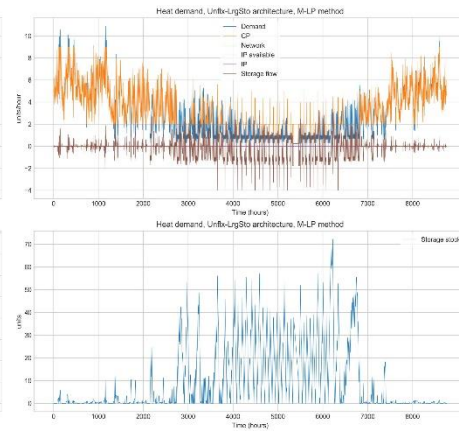 Heat demand, Unflx-LrgSto architecture, M-LP method
Demand
CP
Network
IP available
IP
Storage flow
units/hour
10
8
6
4
2
0
−2
−4
0 1000 2000 3000 4000 5000 6000 7000 8000
Time (hours)
Heat demand, Unflx-LrgSto architecture, M-LP method
Storage stock
units
70
60
50
40
30
20
10
0
0 1000 2000 3000 4000 5000 6000 7000 8000
Time (hours)